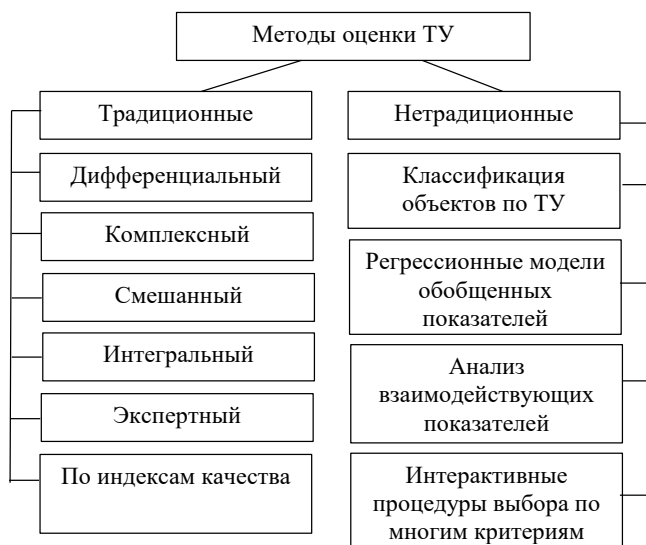 Методы оценки ТУ
Традиционные
Дифференциальный
Комплексный
Смешанный
Интегральный
Экспертный
По индексам качества
Нетрадиционные
Классификация
объектов по ТУ
Регрессионные модели
обобщенных
показателей
Анализ
взаимодействующих
показателей
Интерактивные
процедуры выбора по
многим критериям